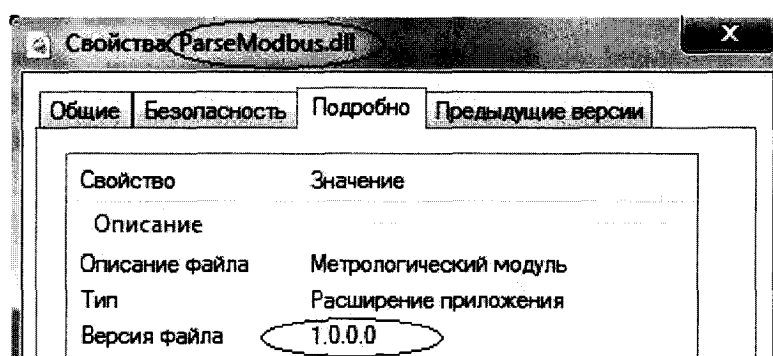 Свойства: ParseModbus.dll
x
Общие Безопасность Подробно Предыдущие версии
Свойство Значение
Описание
Описание файла Метрологический модуль
Тип Расширение приложения
Версия файла 1.0.0.0